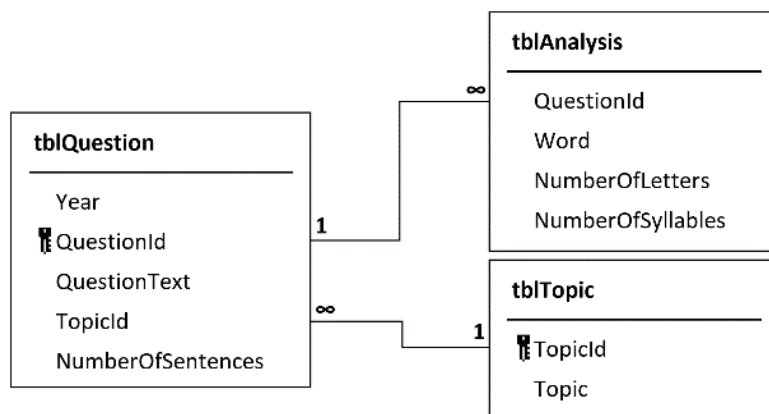 tblAnalysis
QuestionId
Word
NumberOfLetters
NumberOfSyllables
∞
tblQuestion
Year
QuestionId
QuestionText
TopicId
NumberOfSentences
1
∞
1
tblTopic
TopicId
Topic